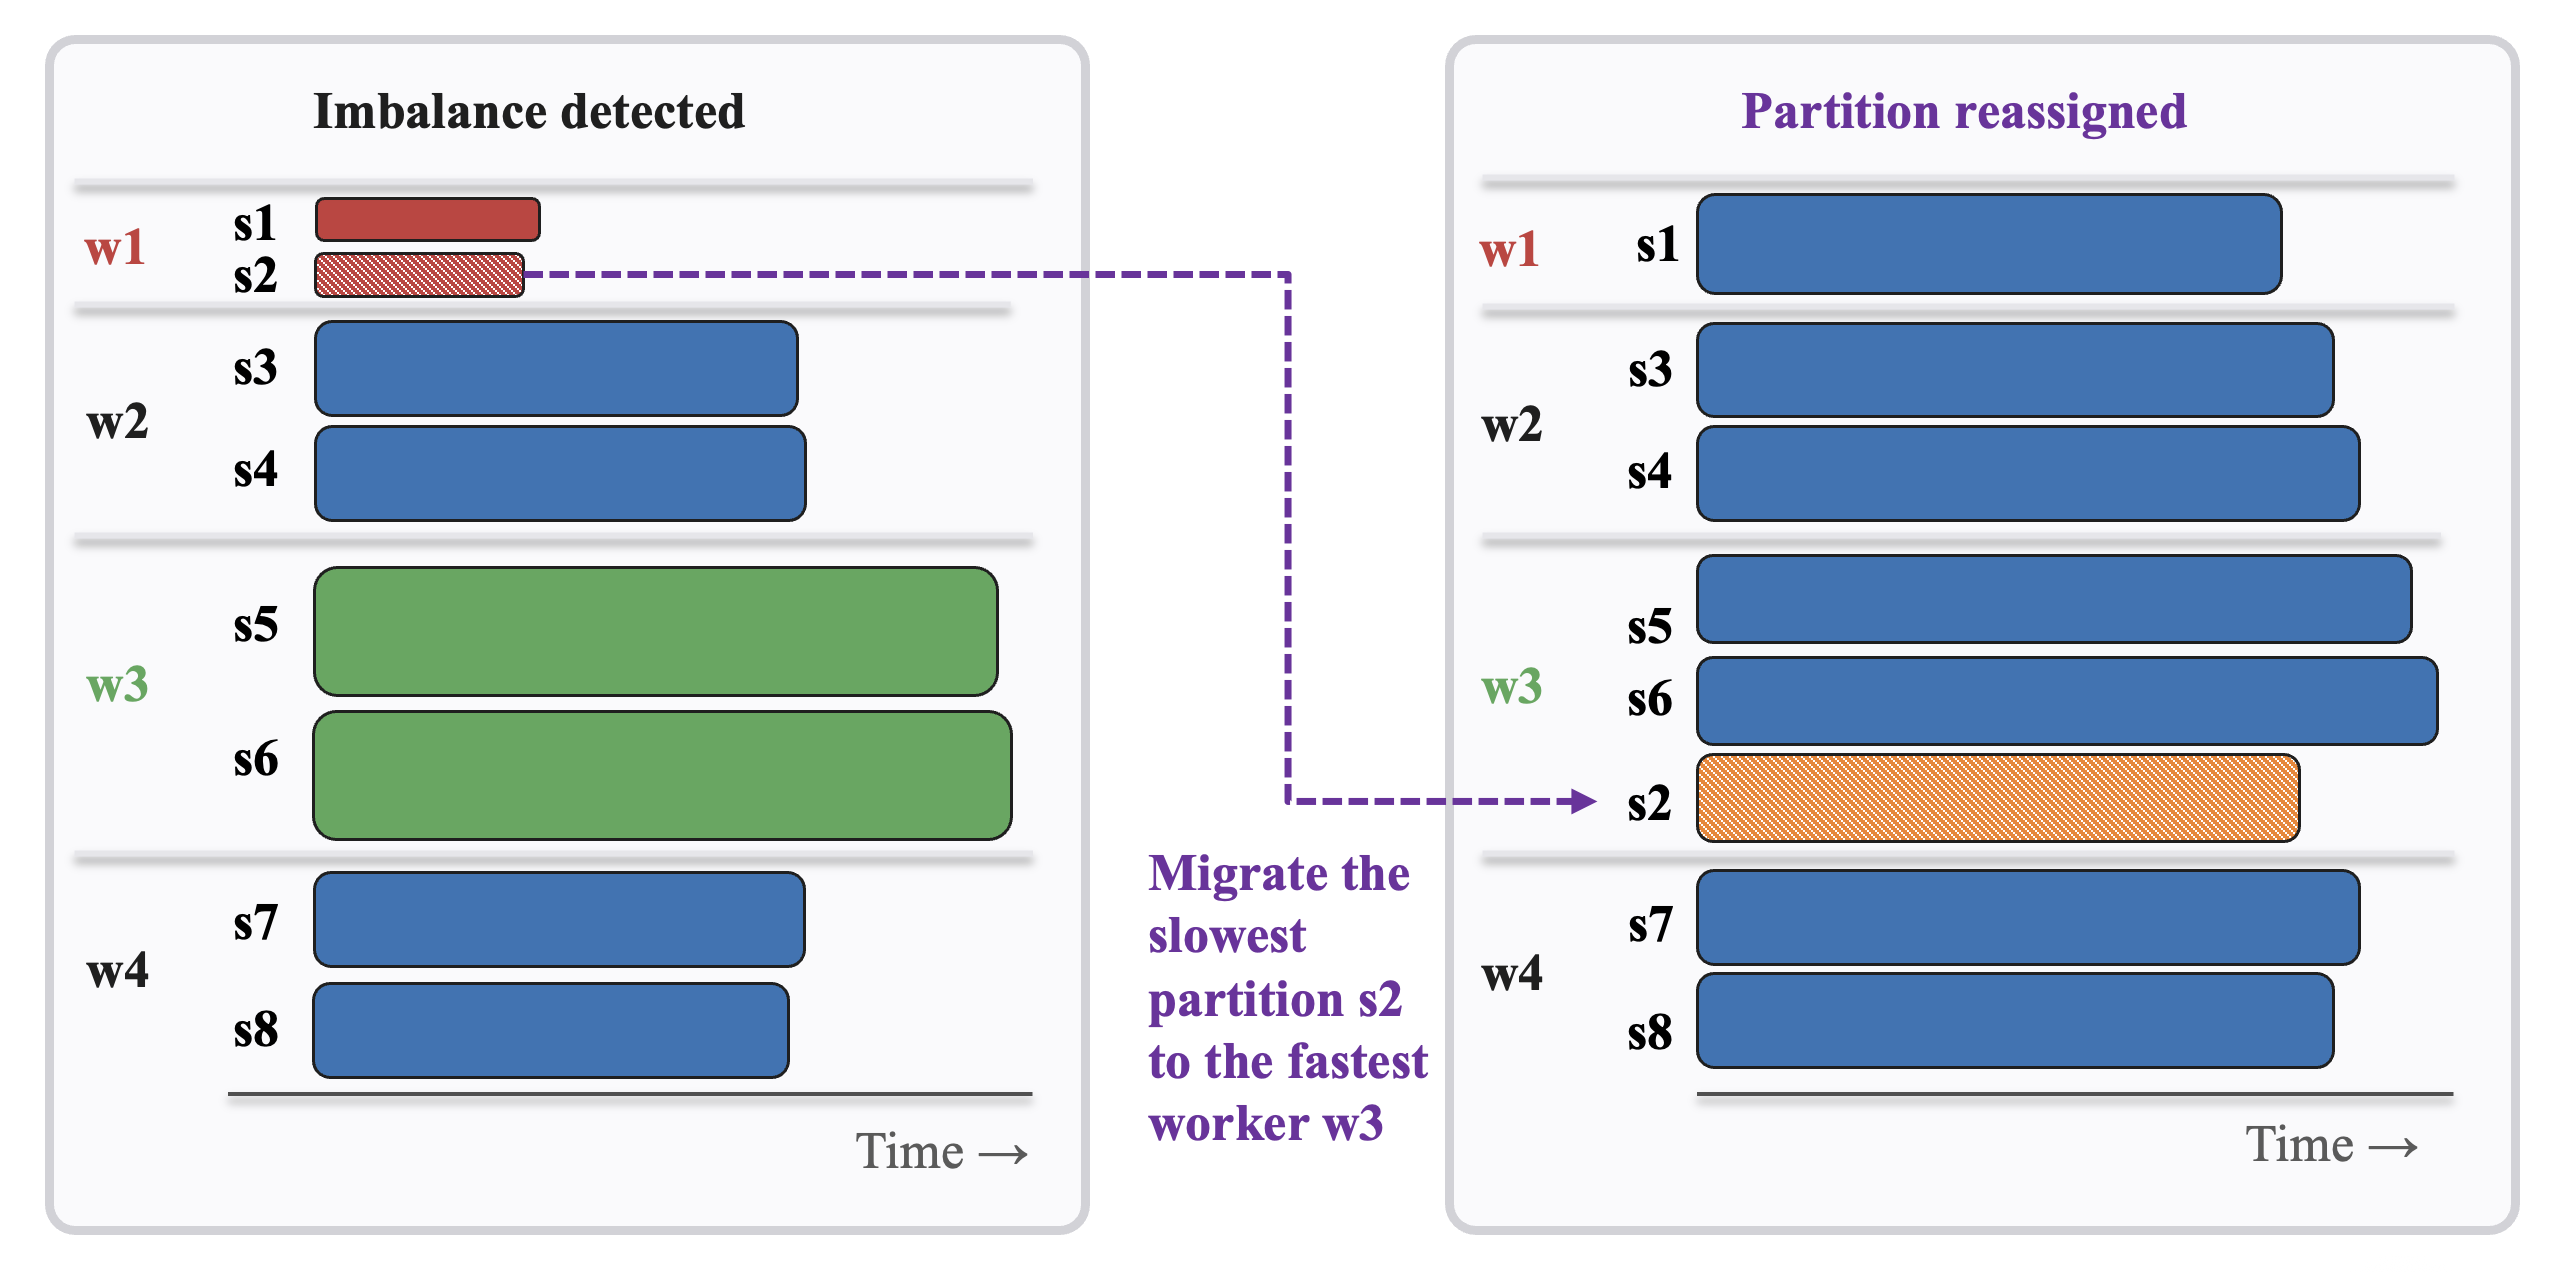 Imbalance detected
w1
s1
s2
w2
s3
s4
w3
s5
s6
w4
s7
s8
Time →
Migrate the
slowest
partition s2
to the fastest
worker w3
Partition reassigned
w1
s1
w2
s3
s4
w3
s5
s6
s2
w4
s7
s8
Time →